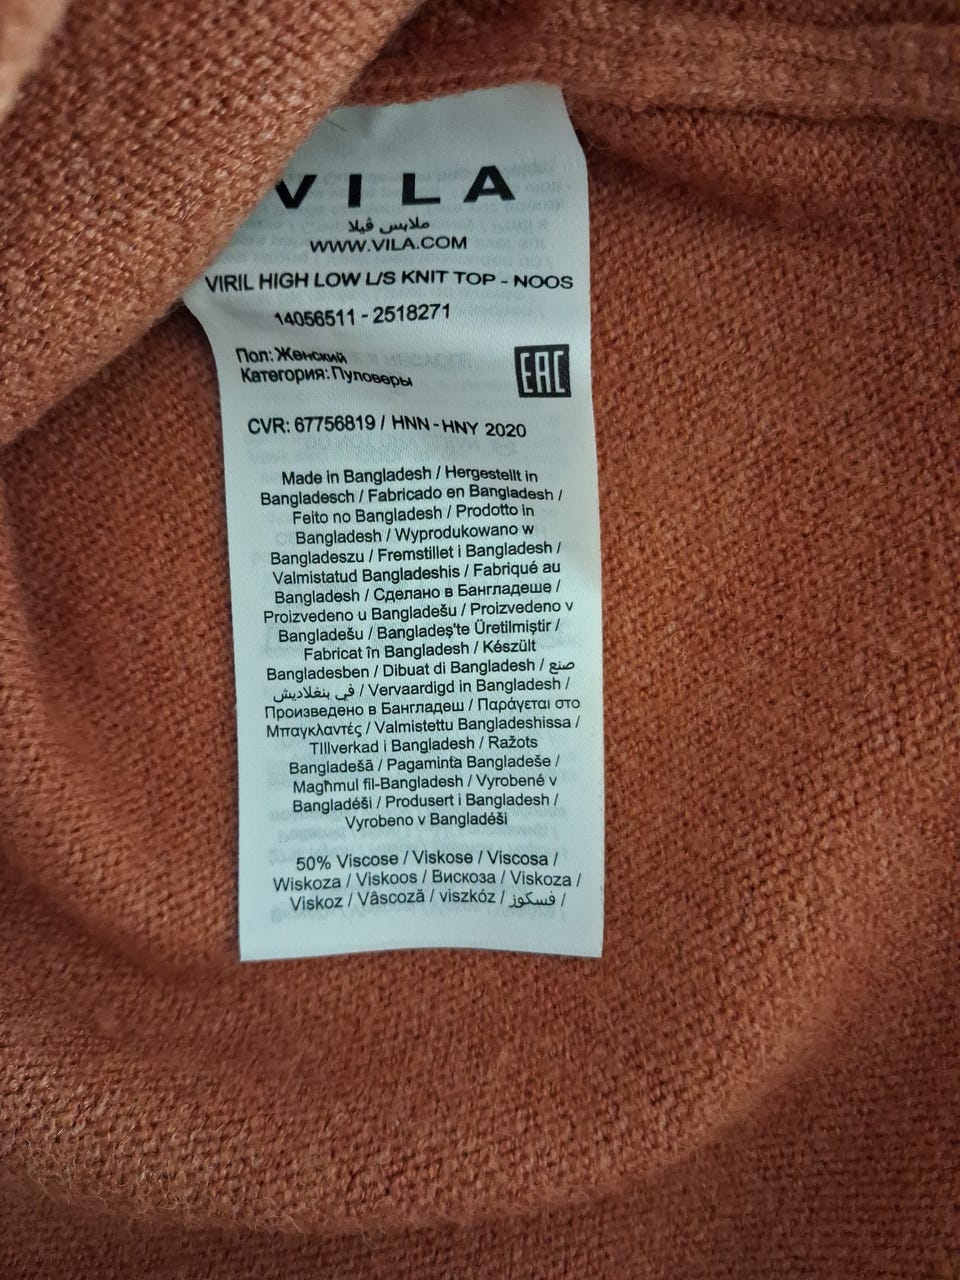 VILA
ملابس ڤيلا
WWW.VILA.COM
VIRIL HIGH LOW L/S KNIT TOP - NOOS
14056511 - 2518271
Пол: Женский
Категория: Пуловеры
EAC
CVR: 67756819 / HNN - HNY 2020
Made in Bangladesh / Hergestellt in
Bangladesch / Fabricado en Bangladesh /
Feito no Bangladesh / Prodotto in
Bangladesh / Wyprodukowano w
Bangladeszu / Fremstillet i Bangladesh /
Valmistatud Bangladeshis / Fabriqué au
Bangladesh / Сделано в Бангладеше /
Proizvedeno u Bangladešu / Proizvedeno v
Bangladešu / Bangladeş'te Üretilmiştir /
Fabricat în Bangladesh / Készült
Bangladesben / Dibuat di Bangladesh / صنع
في بنغلاديش / Vervaardigd in Bangladesh /
Произведено в Бангладеш / Παράγεται στο
Μπαγκλαντές / Valmistettu Bangladeshissa /
TIllverkad i Bangladesh / Ražots
Bangladešā / Pagaminta Bangladeše /
Magħmul fil-Bangladesh / Vyrobené v
Bangladéši / Produsert i Bangladesh /
Vyrobeno v Bangladéši
50% Viscose / Viskose / Viscosa /
Wiskoza / Viskoos / Вискоза / Viskoza /
Viskoz / Vâscoză / viszkóz / فسكوز /